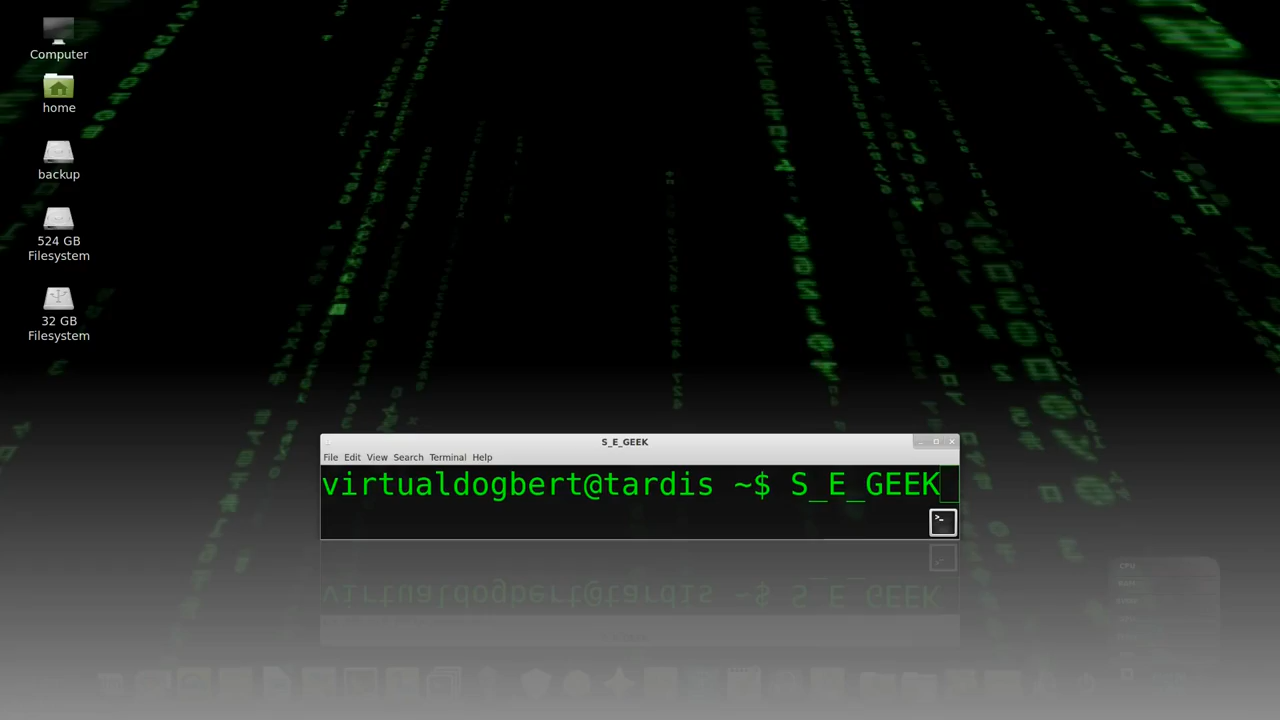 Computer
home
backup
524 GB
Filesystem
32 GB
Filesystem
S_E_GEEK
File Edit View Search Terminal Help
virtualdogbert@tardis ~$ S_E_GEEK
>_
CPU